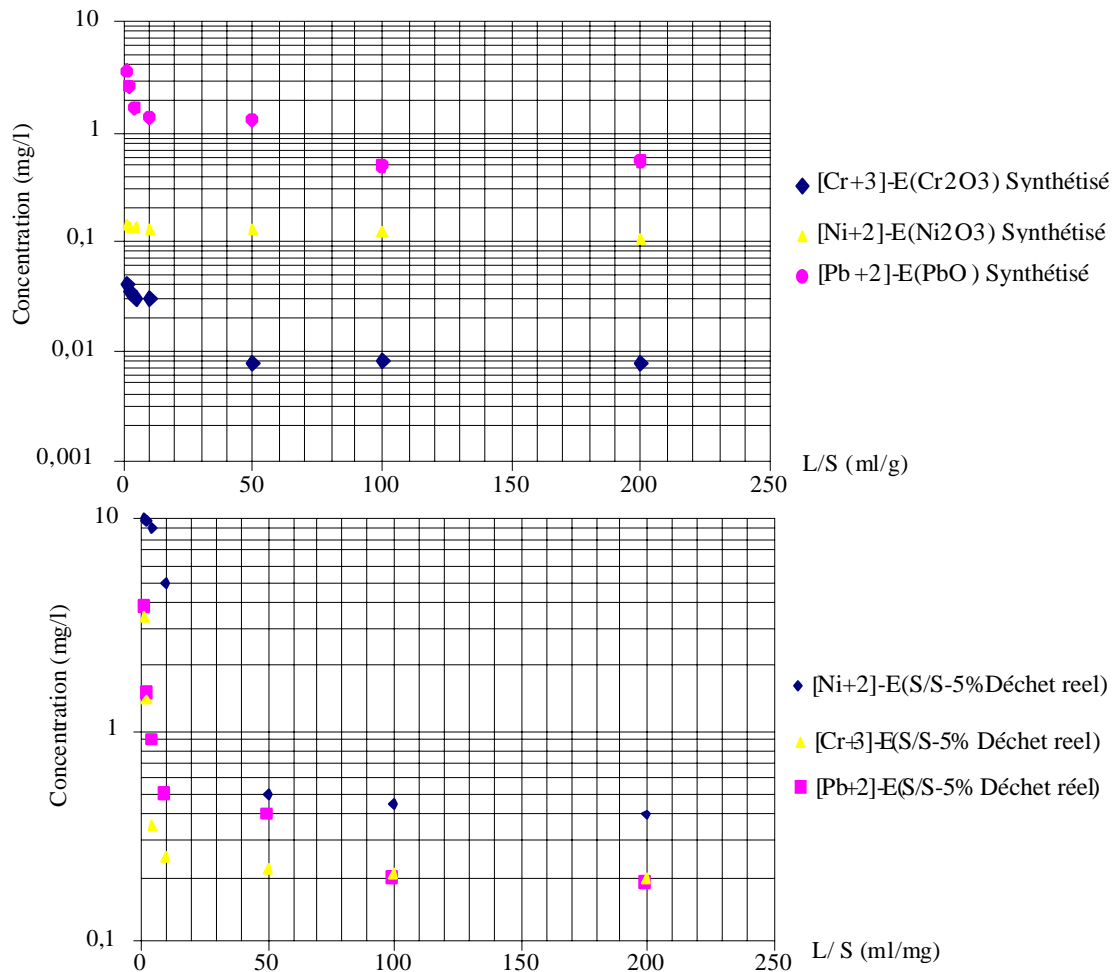 10
1
0,1
0,01
0,001
Concentration (mg/l)
0 50 100 150 200 250
L/S (ml/g)
[Cr+3]-E(Cr2O3) Synthétisé
[Ni+2]-E(Ni2O3) Synthétisé
[Pb+2]-E(PbO) Synthétisé
10
1
0,1
Concentration (mg/l)
0 50 100 150 200 250
L/ S (ml/mg)
[Ni+2]-E(S/S-5%Déchet reel)
[Cr+3]-E(S/S-5% Déchet reel)
[Pb+2]-E(S/S-5% Déchet réel)